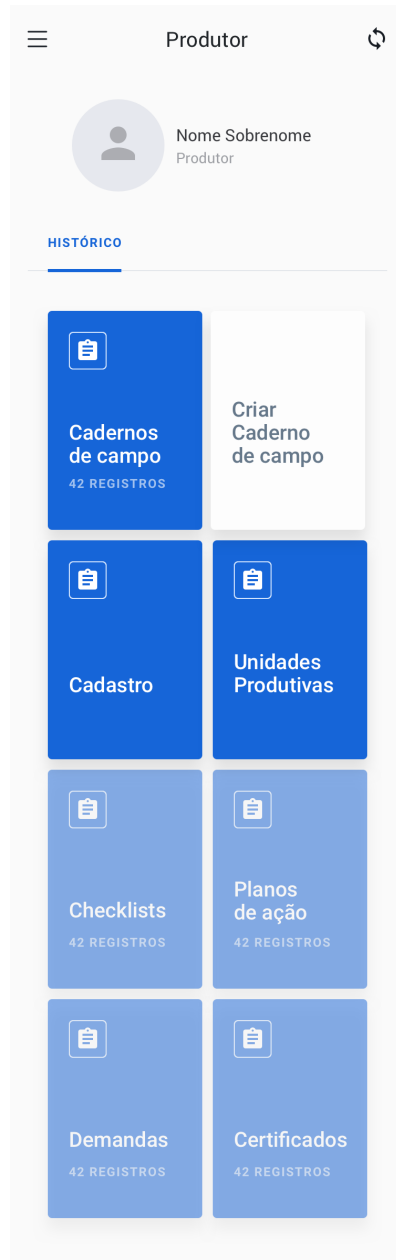 Produtor
Nome Sobrenome
Produtor
HISTÓRICO
Cadernos
de campo
42 REGISTROS
Criar
Caderno
de campo
Cadastro
Unidades
Produtivas
Checklists
42 REGISTROS
Planos
de ação
42 REGISTROS
Demandas
42 REGISTROS
Certificados
42 REGISTROS